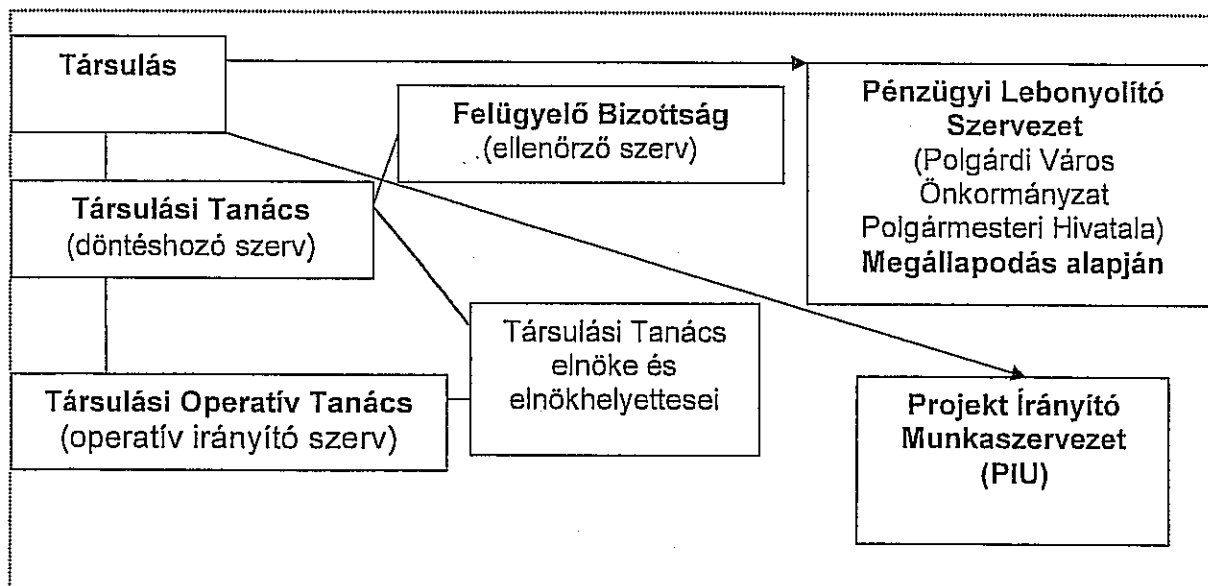 Társulás
Pénzügyi Lebonyolító
Szervezet
(Polgárdi Város
Önkormányzat
Polgármesteri Hivatala)
Megállapodás alapján
Felügyelő Bizottság
(ellenőrző szerv)
Társulási Tanács
(döntéshozó szerv)
Társulási Tanács
elnöke és
elnökhelyettesei
Társulási Operatív Tanács
(operatív irányító szerv)
Projekt Írányító
Munkaszervezet
(PIU)